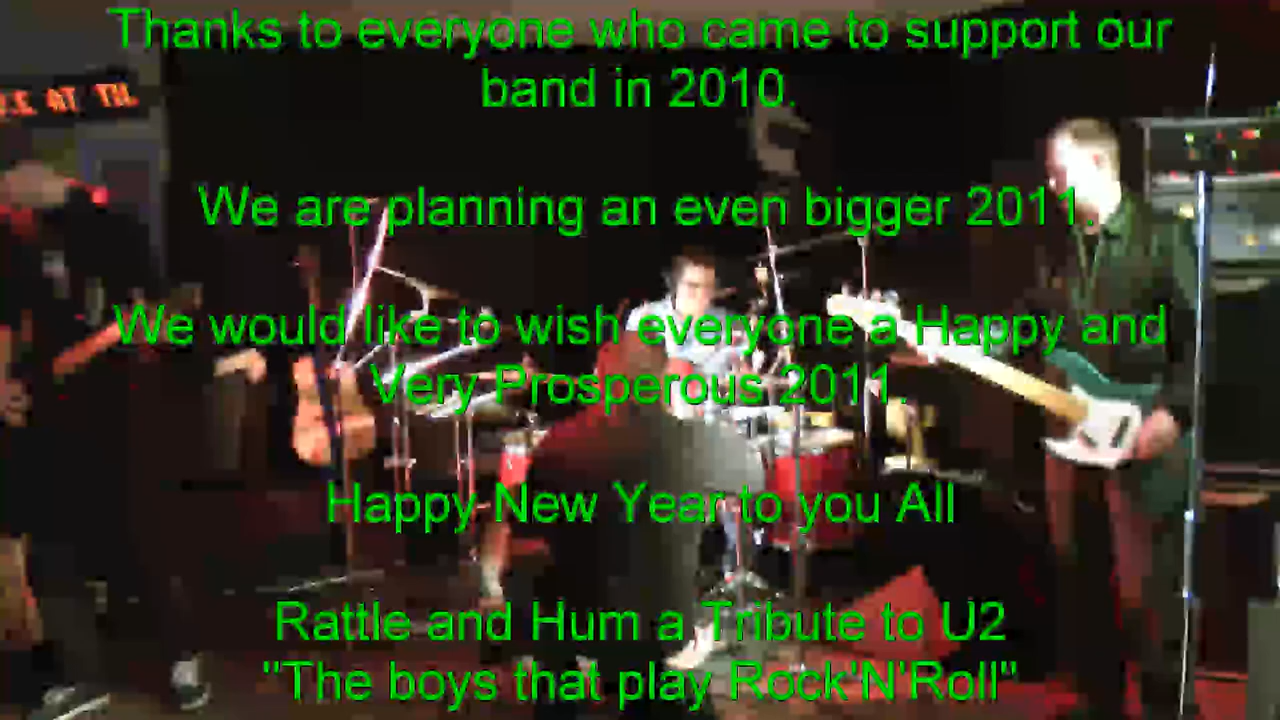 Thanks to everyone who came to support our
band in 2010.
We are planning an even bigger 2011.
We would like to wish everyone a Happy and
Very Prosperous 2011.
Happy New Year to you All
Rattle and Hum a Tribute to U2
"The boys that play Rock'N'Roll"
AT